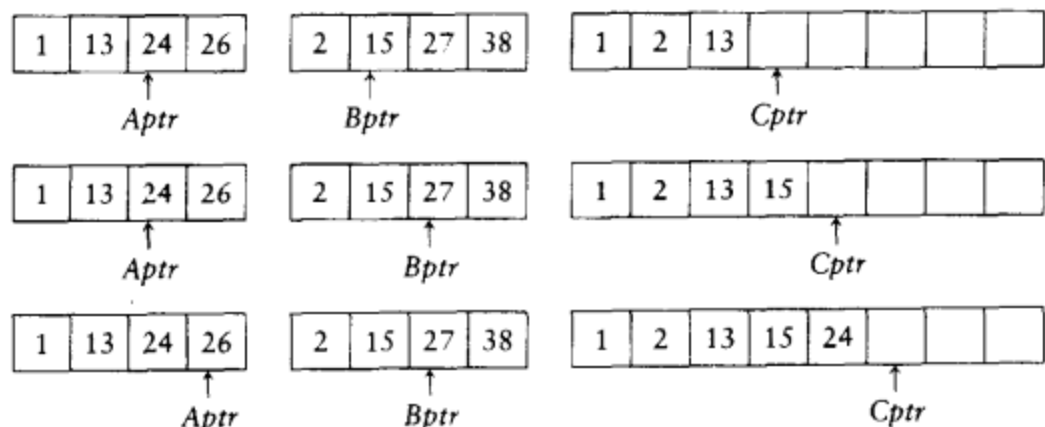 1 13 24 26 2 15 27 38 1 2 13
Aptr Bptr Cptr
1 13 24 26 2 15 27 38 1 2 13 15
Aptr Bptr Cptr
1 13 24 26 2 15 27 38 1 2 13 15 24
Aptr Bptr Cptr